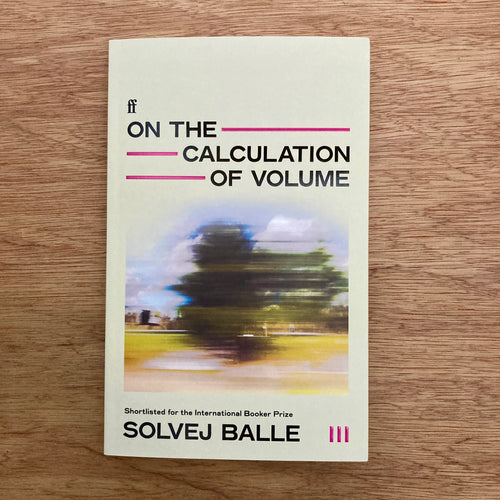 ff
ON THE
CALCULATION
OF VOLUME
Shortlisted for the International Booker Prize
SOLVEJ BALLE III